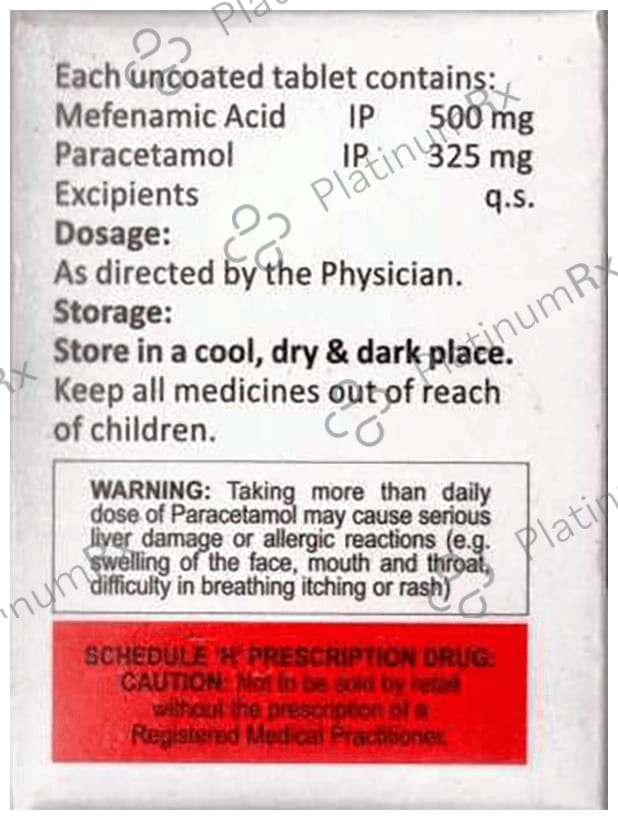 Each uncoated tablet contains:
Mefenamic Acid IP 500 mg
Paracetamol IP 325 mg
Excipients q.s.
Dosage:
As directed by the Physician.
Storage:
Store in a cool, dry & dark place.
Keep all medicines out of reach
of children.
WARNING: Taking more than daily
dose of Paracetamol may cause serious
liver damage or allergic reactions (e.g.
swelling of the face, mouth and throat,
difficulty in breathing itching or rash)
SCHEDULE 'H' PRESCRIPTION DRUG:
CAUTION: Not to be sold by retail
without the prescription of a
Registered Medical Practitioner.
PlatinumRx
PlatinumRx